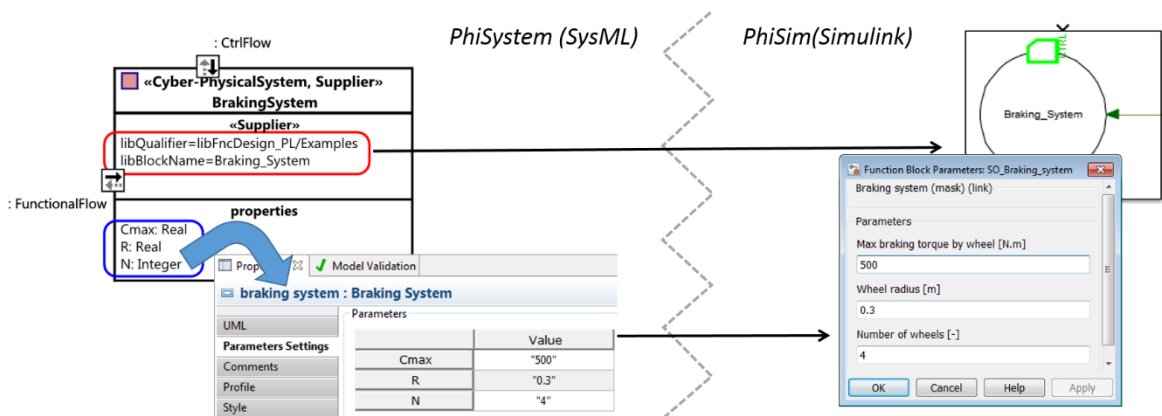 : CtrlFlow
PhiSystem (SysML)
PhiSim(Simulink)
«Cyber-PhysicalSystem, Supplier»
BrakingSystem
«Supplier»
libQualifier=libFncDesign_PL/Examples
libBlockName=Braking_System
: FunctionalFlow
properties
Cmax: Real
R: Real
N: Integer
Model Validation
braking system : Braking System
UML
Parameters Settings
Comments
Profile
Style
Parameters
Value
Cmax "500"
R "0.3"
N "4"
Braking_System
Function Block Parameters: SO_Braking_system
Braking system (mask) (link)
Parameters
Max braking torque by wheel [N.m]
500
Wheel radius [m]
0.3
Number of wheels [-]
4
OK Cancel Help Apply